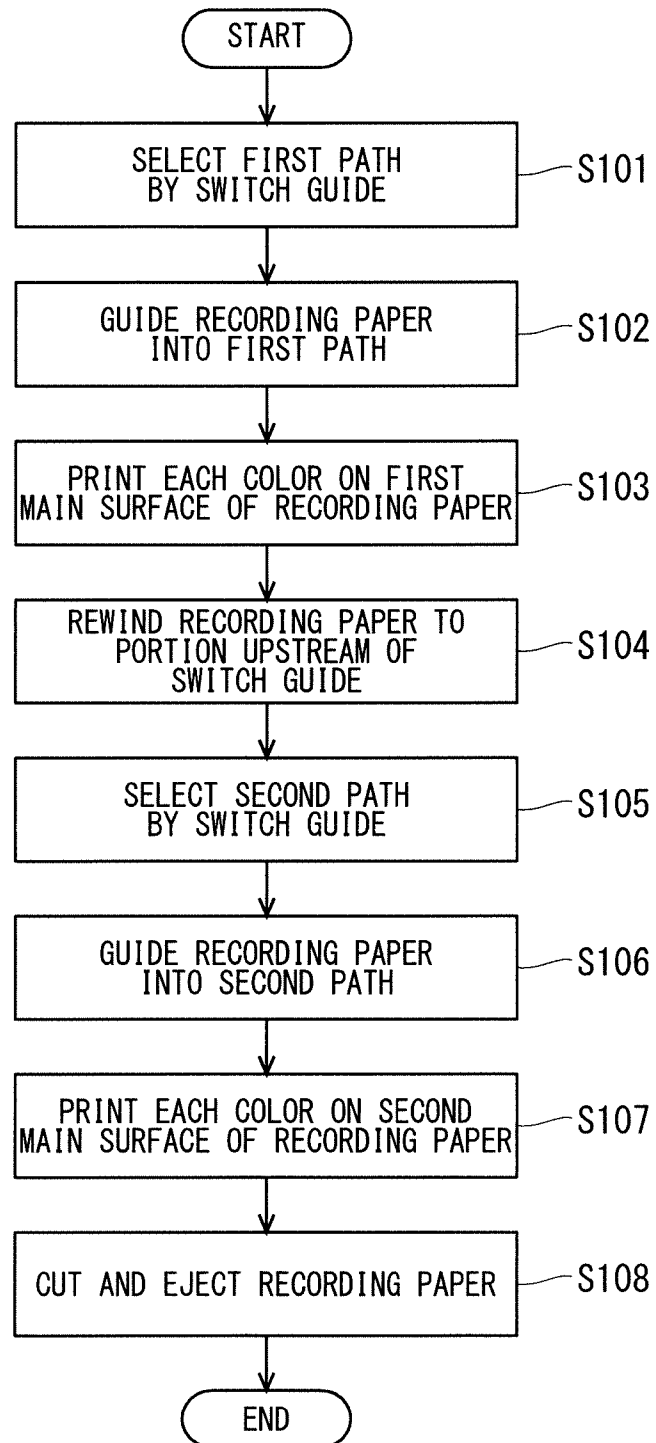 START
SELECT FIRST PATH
BY SWITCH GUIDE
S101
GUIDE RECORDING PAPER
INTO FIRST PATH
S102
PRINT EACH COLOR ON FIRST
MAIN SURFACE OF RECORDING PAPER
S103
REWIND RECORDING PAPER TO
PORTION UPSTREAM OF
SWITCH GUIDE
S104
SELECT SECOND PATH
BY SWITCH GUIDE
S105
GUIDE RECORDING PAPER
INTO SECOND PATH
S106
PRINT EACH COLOR ON SECOND
MAIN SURFACE OF RECORDING PAPER
S107
CUT AND EJECT RECORDING PAPER
S108
END